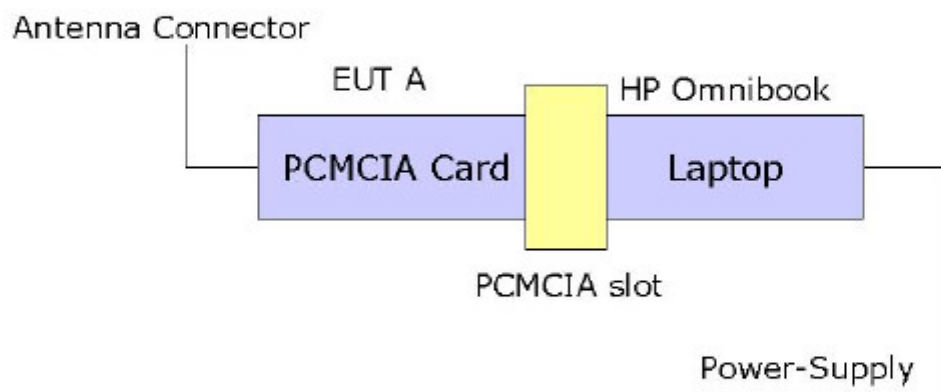 Antenna Connector
EUT A
HP Omnibook
PCMCIA Card
Laptop
PCMCIA slot
Power-Supply